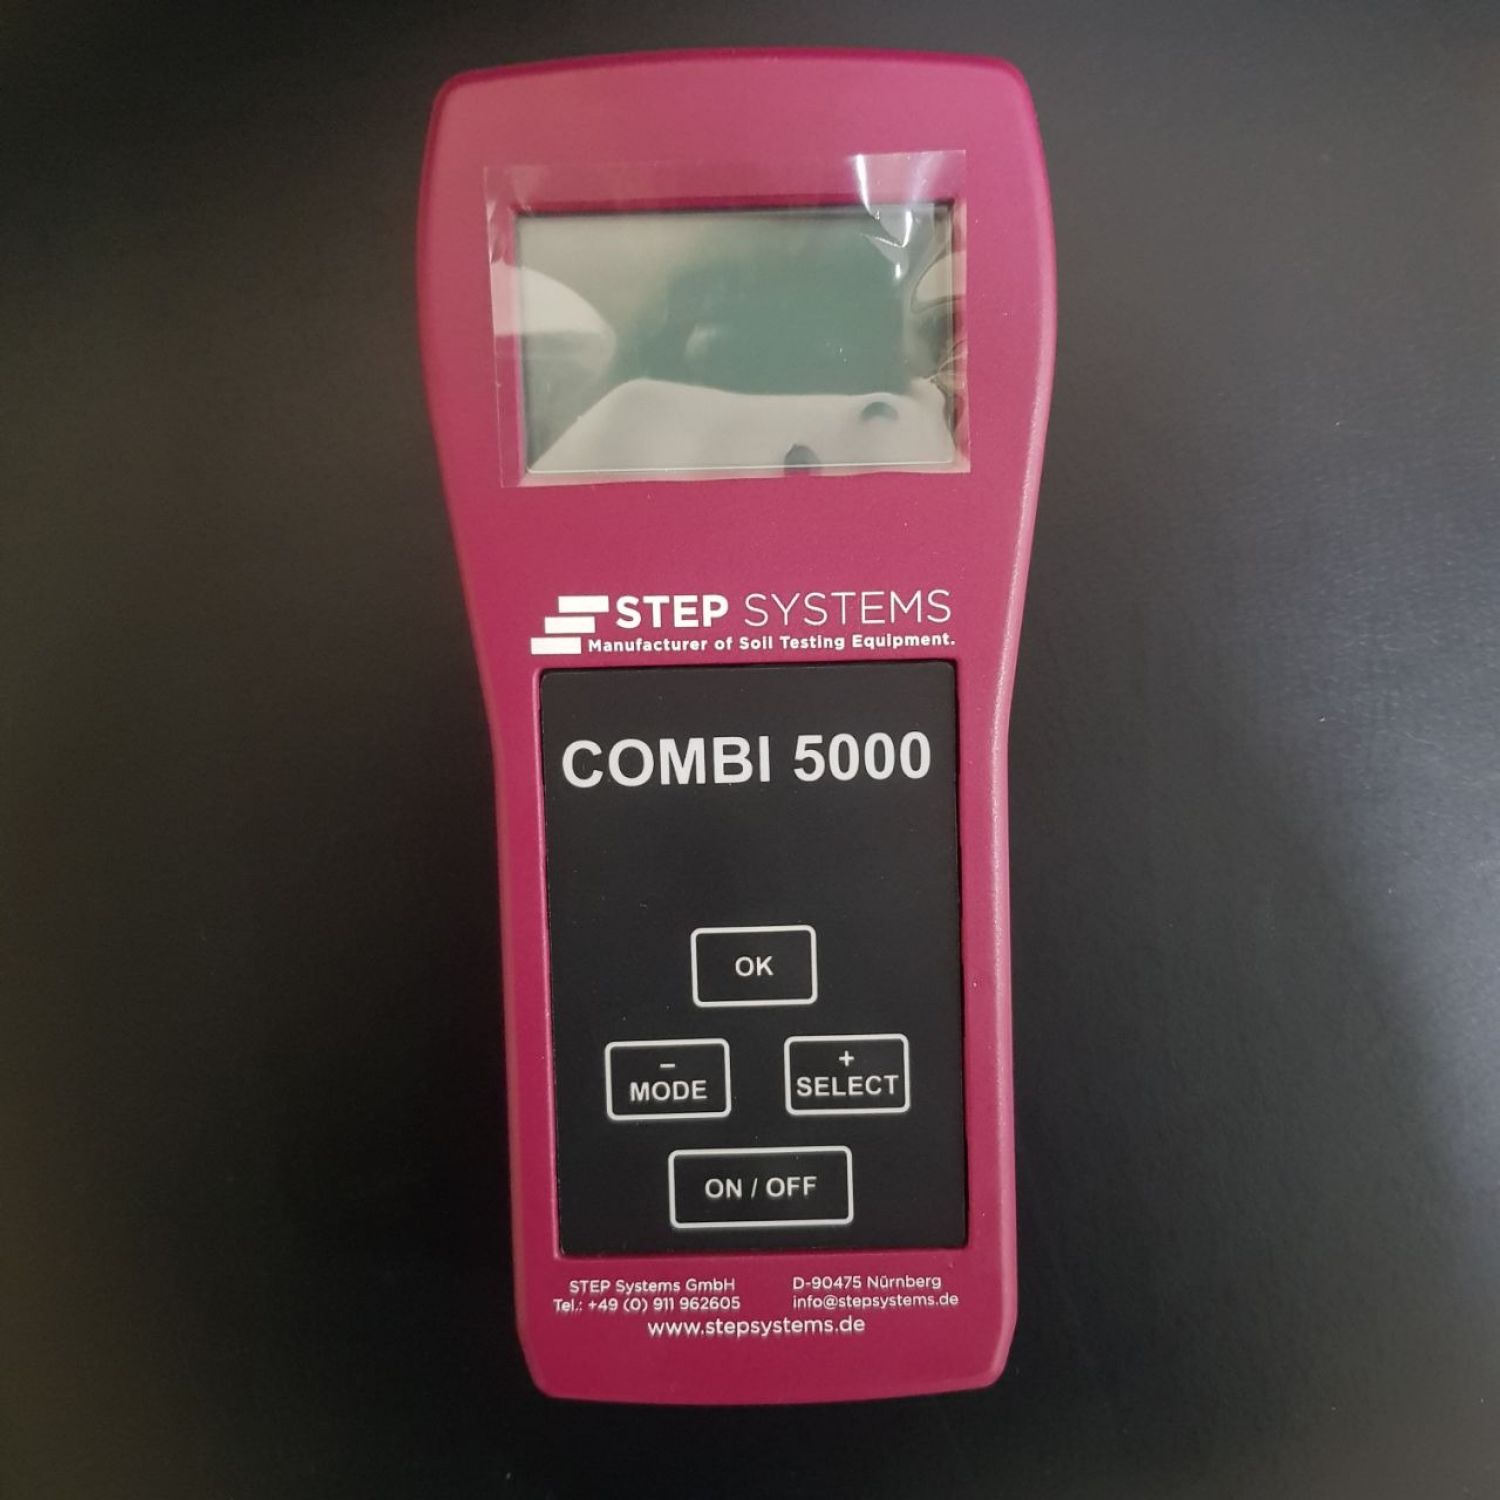 STEP SYSTEMS
Manufacturer of Soil Testing Equipment.
COMBI 5000
OK
–
MODE
+
SELECT
ON / OFF
STEP Systems GmbH
Tel.: +49 (0) 911 962605
D-90475 Nürnberg
info@stepsystems.de
www.stepsystems.de